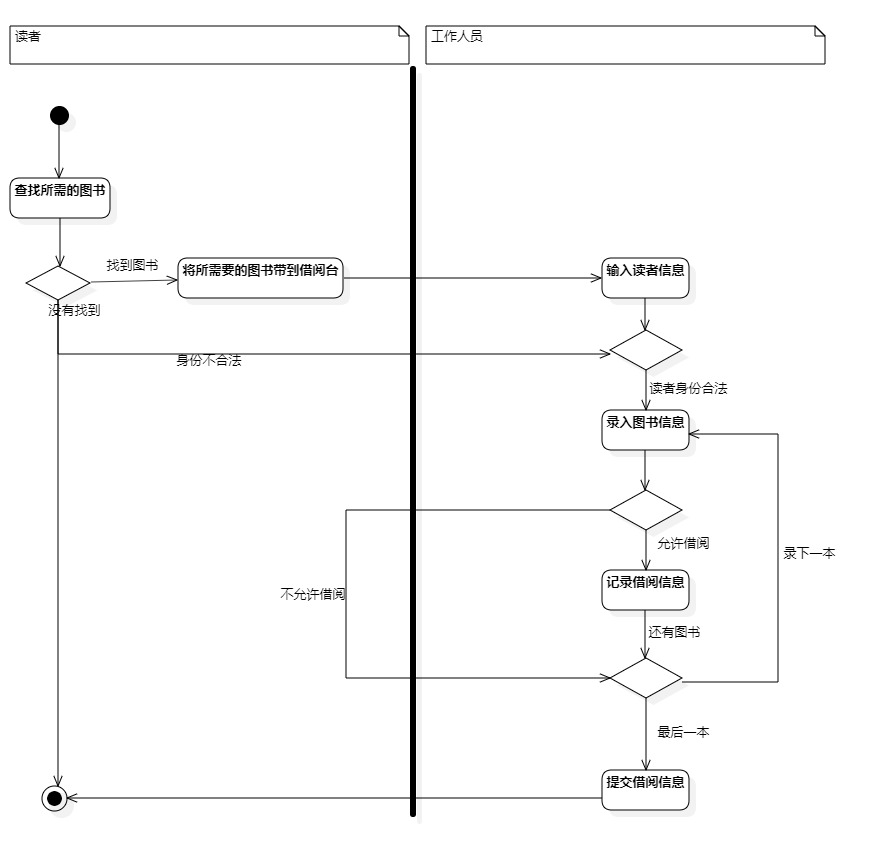 读者
工作人员
查找所需的图书
找到图书
将所需要的图书带到借阅台
输入读者信息
没有找到
身份不合法
读者身份合法
录入图书信息
允许借阅
录下一本
记录借阅信息
不允许借阅
还有图书
最后一本
提交借阅信息